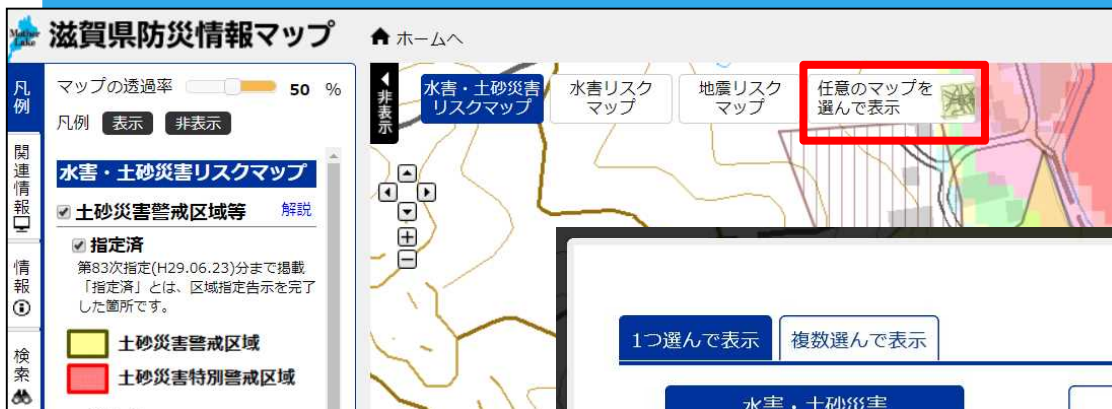 Mother Lake
滋賀県防災情報マップ
ホームへ
凡例
関連情報
情報
検索
マップの透過率 50 %
凡例 表示 非表示
水害・土砂災害リスクマップ
土砂災害警戒区域等 解説
指定済
第83次指定(H29.06.23)分まで掲載
「指定済」とは、区域指定告示を完了
した箇所です。
土砂災害警戒区域
土砂災害特別警戒区域
非表示
水害・土砂災害
リスクマップ
水害リスク
マップ
地震リスク
マップ
任意のマップを
選んで表示
1つ選んで表示
複数選んで表示
水害・土砂災害